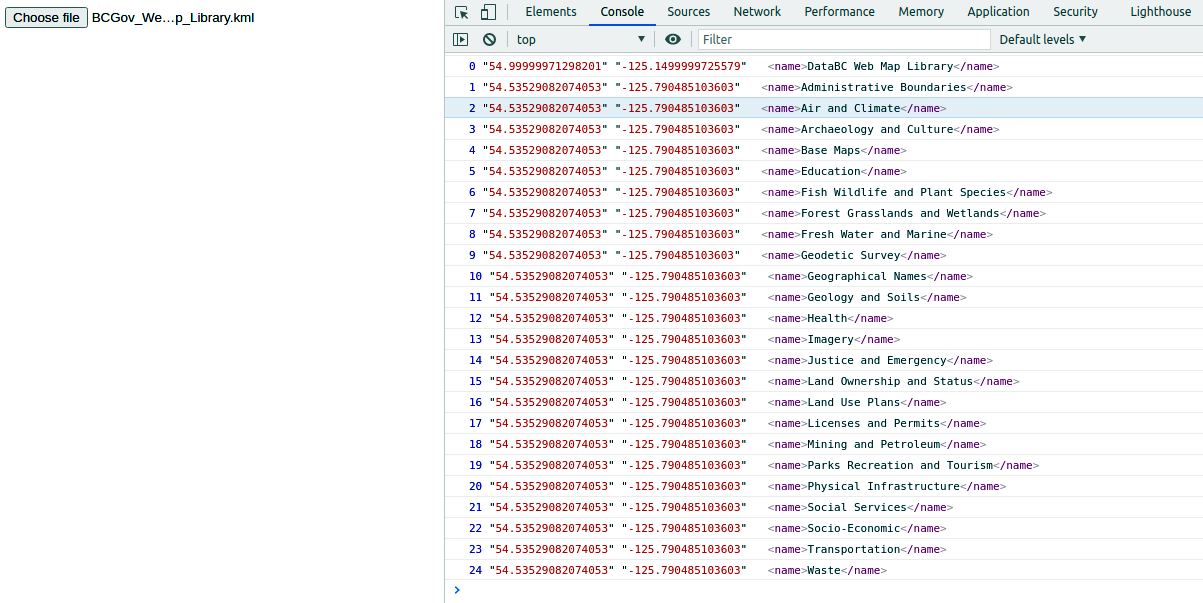 Choose file BCGov_We…p_Library.kml
Elements Console Sources Network Performance Memory Application Security Lighthouse
top Filter Default levels
0 "54.99999971298201" "-125.1499999725579" <name>DataBC Web Map Library</name>
1 "54.53529082074053" "-125.790485103603" <name>Administrative Boundaries</name>
2 "54.53529082074053" "-125.790485103603" <name>Air and Climate</name>
3 "54.53529082074053" "-125.790485103603" <name>Archaeology and Culture</name>
4 "54.53529082074053" "-125.790485103603" <name>Base Maps</name>
5 "54.53529082074053" "-125.790485103603" <name>Education</name>
6 "54.53529082074053" "-125.790485103603" <name>Fish Wildlife and Plant Species</name>
7 "54.53529082074053" "-125.790485103603" <name>Forest Grasslands and Wetlands</name>
8 "54.53529082074053" "-125.790485103603" <name>Fresh Water and Marine</name>
9 "54.53529082074053" "-125.790485103603" <name>Geodetic Survey</name>
10 "54.53529082074053" "-125.790485103603" <name>Geographical Names</name>
11 "54.53529082074053" "-125.790485103603" <name>Geology and Soils</name>
12 "54.53529082074053" "-125.790485103603" <name>Health</name>
13 "54.53529082074053" "-125.790485103603" <name>Imagery</name>
14 "54.53529082074053" "-125.790485103603" <name>Justice and Emergency</name>
15 "54.53529082074053" "-125.790485103603" <name>Land Ownership and Status</name>
16 "54.53529082074053" "-125.790485103603" <name>Land Use Plans</name>
17 "54.53529082074053" "-125.790485103603" <name>Licenses and Permits</name>
18 "54.53529082074053" "-125.790485103603" <name>Mining and Petroleum</name>
19 "54.53529082074053" "-125.790485103603" <name>Parks Recreation and Tourism</name>
20 "54.53529082074053" "-125.790485103603" <name>Physical Infrastructure</name>
21 "54.53529082074053" "-125.790485103603" <name>Social Services</name>
22 "54.53529082074053" "-125.790485103603" <name>Socio-Economic</name>
23 "54.53529082074053" "-125.790485103603" <name>Transportation</name>
24 "54.53529082074053" "-125.790485103603" <name>Waste</name>